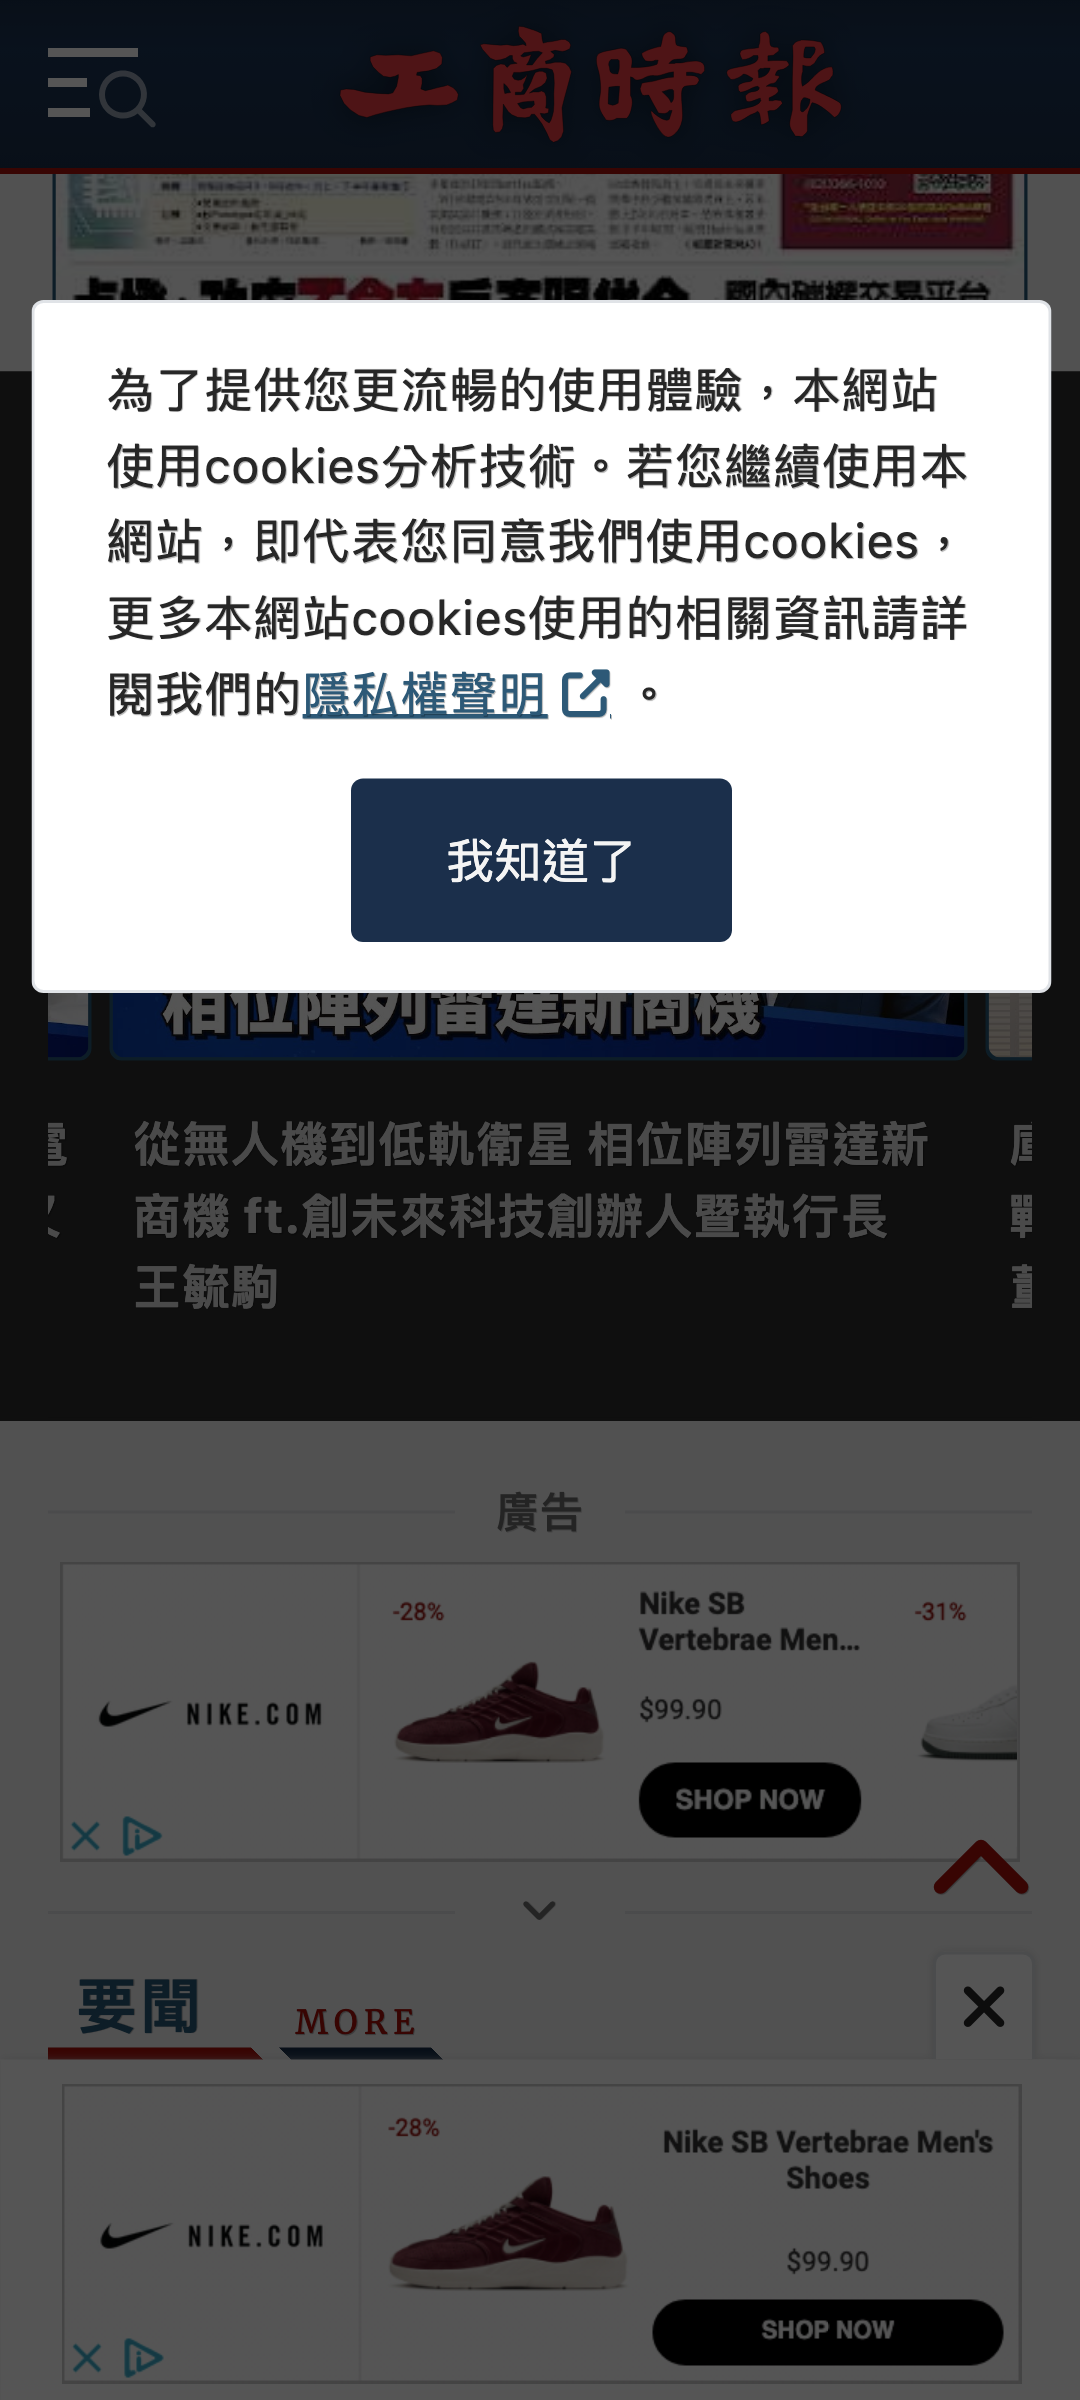 工商時報
為了提供您更流暢的使用體驗，本網站
使用cookies分析技術。若您繼續使用本
網站，即代表您同意我們使用cookies，
更多本網站cookies使用的相關資訊請詳
閱我們的隱私權聲明 。
我知道了
相位陣列雷達新商機
從無人機到低軌衛星 相位陣列雷達新
商機 ft.創未來科技創辦人暨執行長
王毓駒
廣告
-28%
Nike SB
Vertebrae Men...
-31%
NIKE.COM
$99.90
SHOP NOW
要聞
MORE
-28%
Nike SB Vertebrae Men's
Shoes
NIKE.COM
$99.90
SHOP NOW